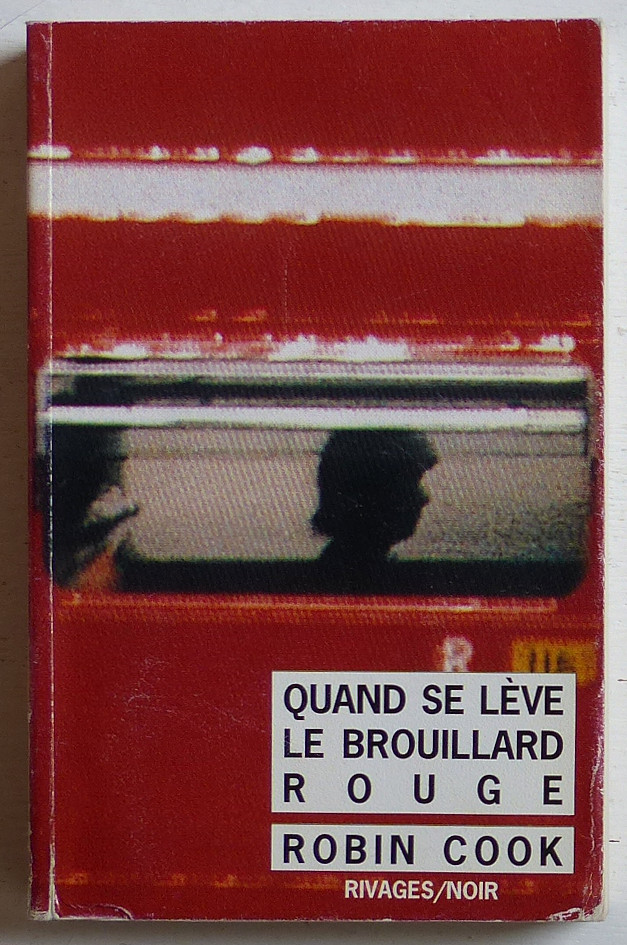 R
QUAND SE LÈVE
LE BROUILLARD
ROUGE
ROBIN COOK
RIVAGES/NOIR